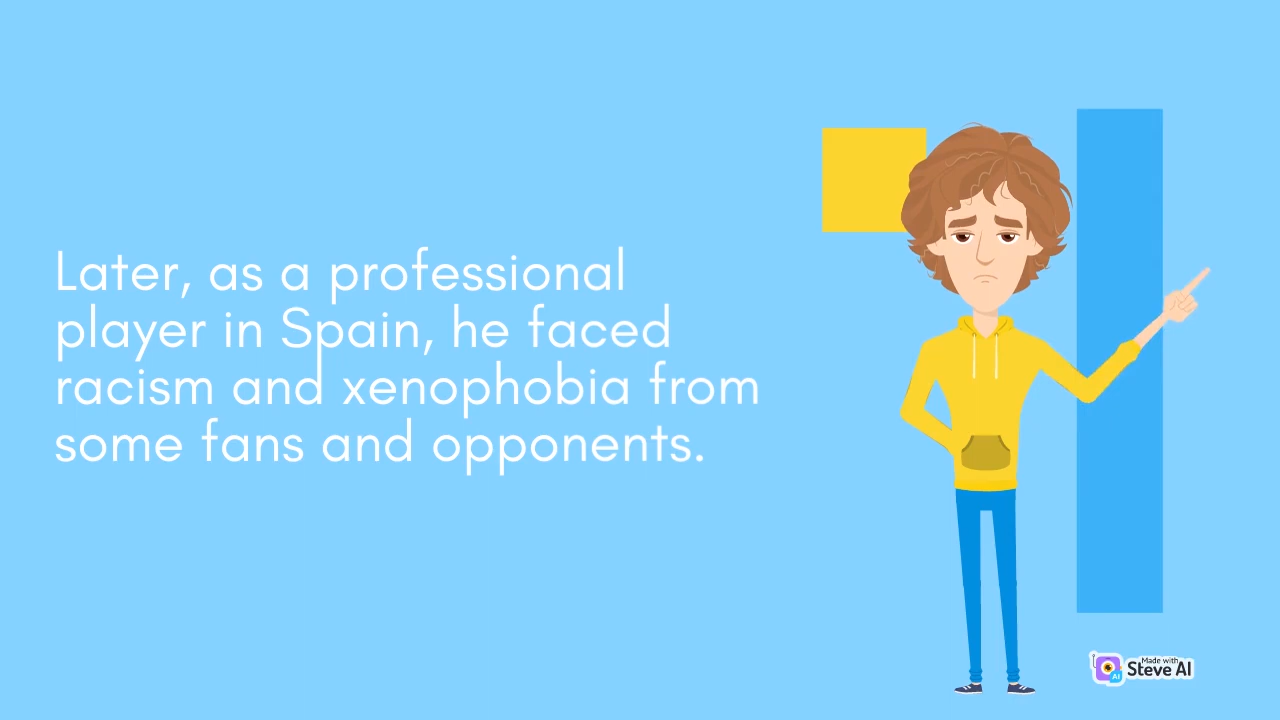 Later, as a professional
player in Spain, he faced
racism and xenophobia from
some fans and opponents.
Made with
Steve AI
AI